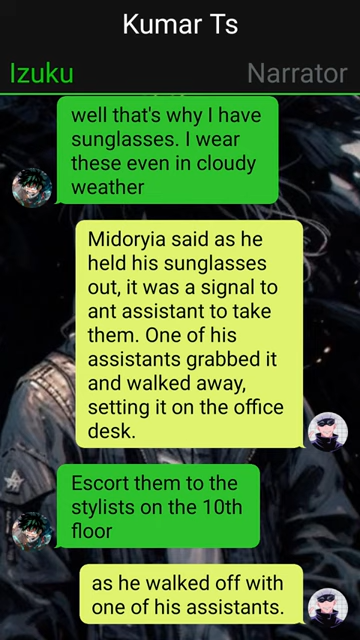 Kumar Ts
Izuku
Narrator
well that's why I have
sunglasses. I wear
these even in cloudy
weather
Midoryia said as he
held his sunglasses
out, it was a signal to
ant assistant to take
them. One of his
assistants grabbed it
and walked away,
setting it on the office
desk.
Escort them to the
stylists on the 10th
floor
as he walked off with
one of his assistants.